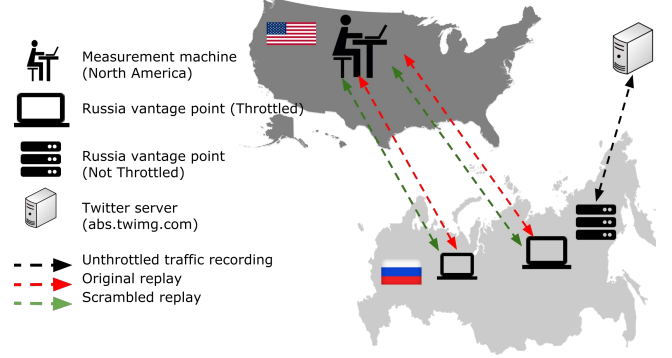 Measurement machine
(North America)
Russia vantage point (Throttled)
Russia vantage point
(Not Throttled)
Twitter server
(abs.twimg.com)
Unthrottled traffic recording
Original replay
Scrambled replay